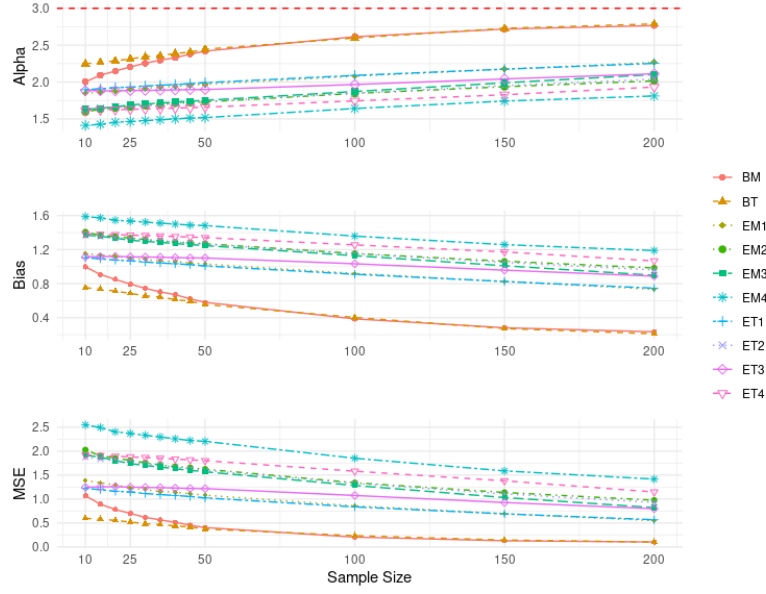 3.0
2.5
2.0
1.5
Alpha
10 25 50 100 150 200
1.6
1.2
0.8
0.4
Bias
10 25 50 100 150 200
2.5
2.0
1.5
1.0
0.5
0.0
MSE
10 25 50 100 150 200
Sample Size
BM
BT
EM1
EM2
EM3
EM4
ET1
ET2
ET3
ET4